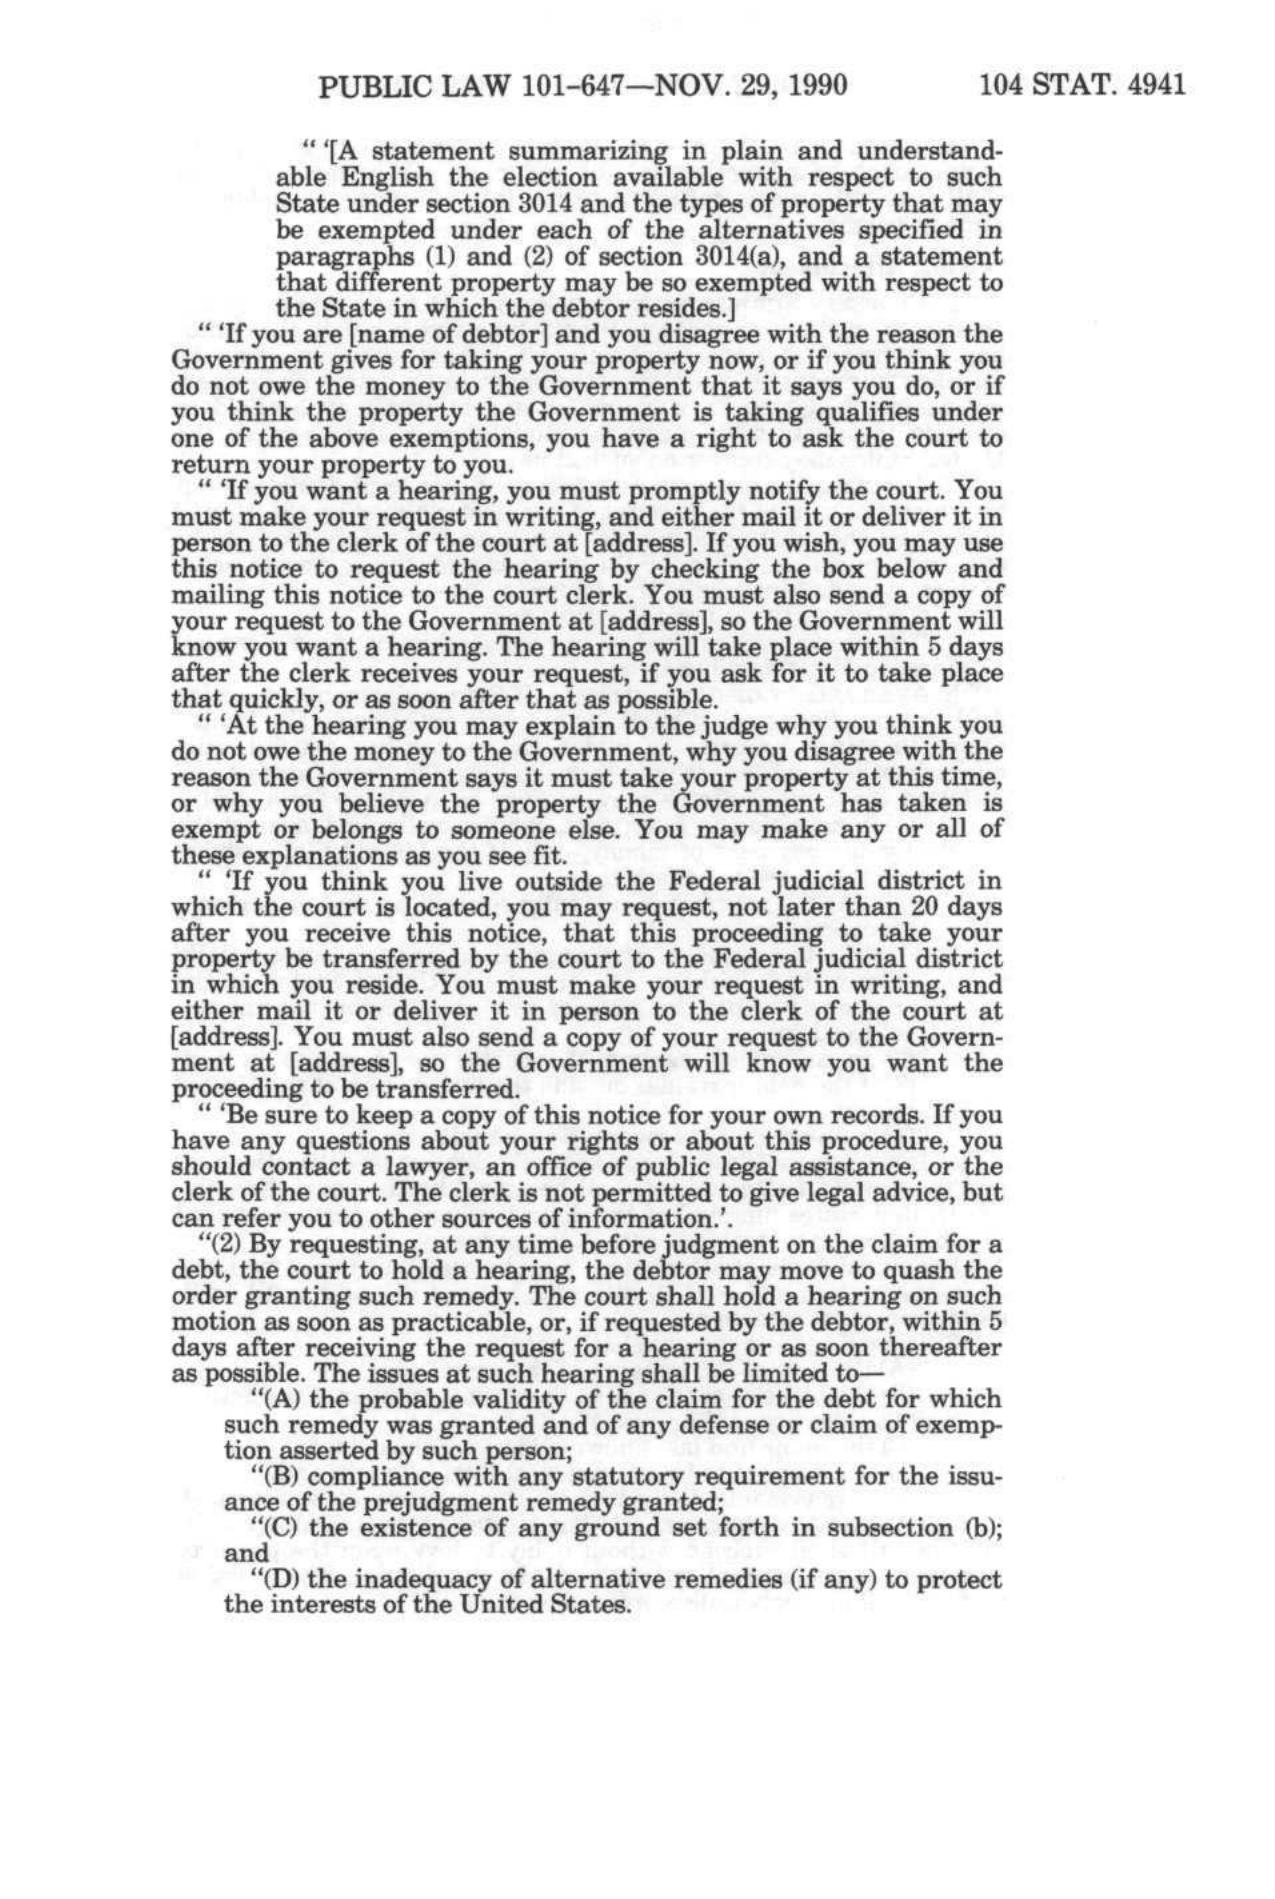 PUBLIC LAW 101-647—NOV. 29, 1990 104 STAT. 4941
" '[A statement summarizing in plain and understand-
able English the election available with respect to such
State under section 3014 and the types of property that may
be exempted under each of the alternatives specified in
paragraphs (1) and (2) of section 3014(a), and a statement
that different property may be so exempted with respect to
the State in which the debtor resides.]
" 'If you are [name of debtor] and you disagree with the reason the
Government gives for taking your property now, or if you think you
do not owe the money to the Government that it says you do, or if
you think the property the Government is taking qualifies under
one of the above exemptions, you have a right to ask the court to
return your property to you.
" 'If you want a hearing, you must promptly notify the court. You
must make your request in writing, and either mail it or deliver it in
person to the clerk of the court at [address]. If you wish, you may use
this notice to request the hearing by checking the box below and
mailing this notice to the court clerk. You must also send a copy of
your request to the Government at [address], so the Government will
know you want a hearing. The hearing will take place within 5 days
after the clerk receives your request, if you ask for it to take place
that quickly, or as soon after that as possible.
" 'At the hearing you may explain to the judge why you think you
do not owe the money to the Government, why you disagree with the
reason the Government says it must take your property at this time,
or why you believe the property the Government has taken is
exempt or belongs to someone else. You may make any or all of
these explanations as you see fit.
" 'If you think you live outside the Federal judicial district in
which the court is located, you may request, not later than 20 days
after you receive this notice, that this proceeding to take your
property be transferred by the court to the Federal judicial district
in which you reside. You must make your request in writing, and
either mail it or deliver it in person to the clerk of the court at
[address]. You must also send a copy of your request to the Govern-
ment at [address], so the Government will know you want the
proceeding to be transferred.
" 'Be sure to keep a copy of this notice for your own records. If you
have any questions about your rights or about this procedure, you
should contact a lawyer, an office of public legal assistance, or the
clerk of the court. The clerk is not permitted to give legal advice, but
can refer you to other sources of information.'.
"(2) By requesting, at any time before judgment on the claim for a
debt, the court to hold a hearing, the debtor may move to quash the
order granting such remedy. The court shall hold a hearing on such
motion as soon as practicable, or, if requested by the debtor, within 5
days after receiving the request for a hearing or as soon thereafter
as possible. The issues at such hearing shall be limited to—
"(A) the probable validity of the claim for the debt for which
such remedy was granted and of any defense or claim of exemp-
tion asserted by such person;
"(B) compliance with any statutory requirement for the issu-
ance of the prejudgment remedy granted;
"(C) the existence of any ground set forth in subsection (b);
and
"(D) the inadequacy of alternative remedies (if any) to protect
the interests of the United States.